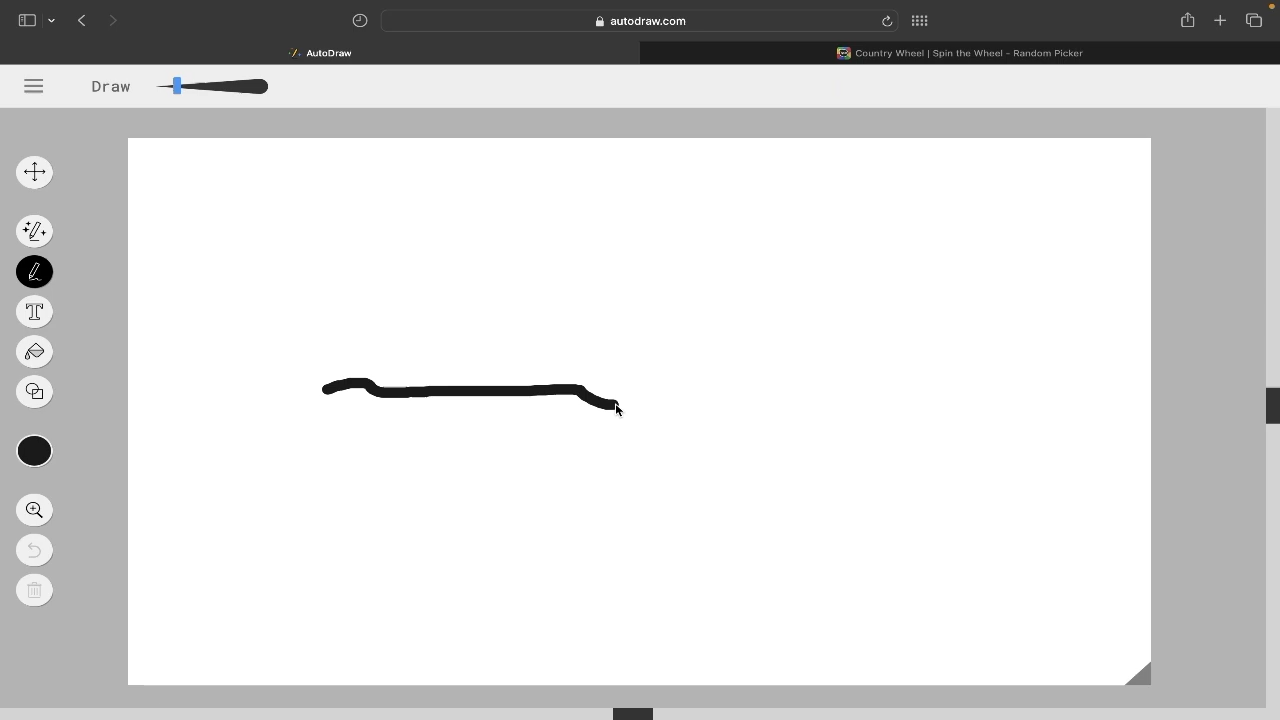 autodraw.com
AutoDraw
Country Wheel | Spin the Wheel - Random Picker
Draw
T